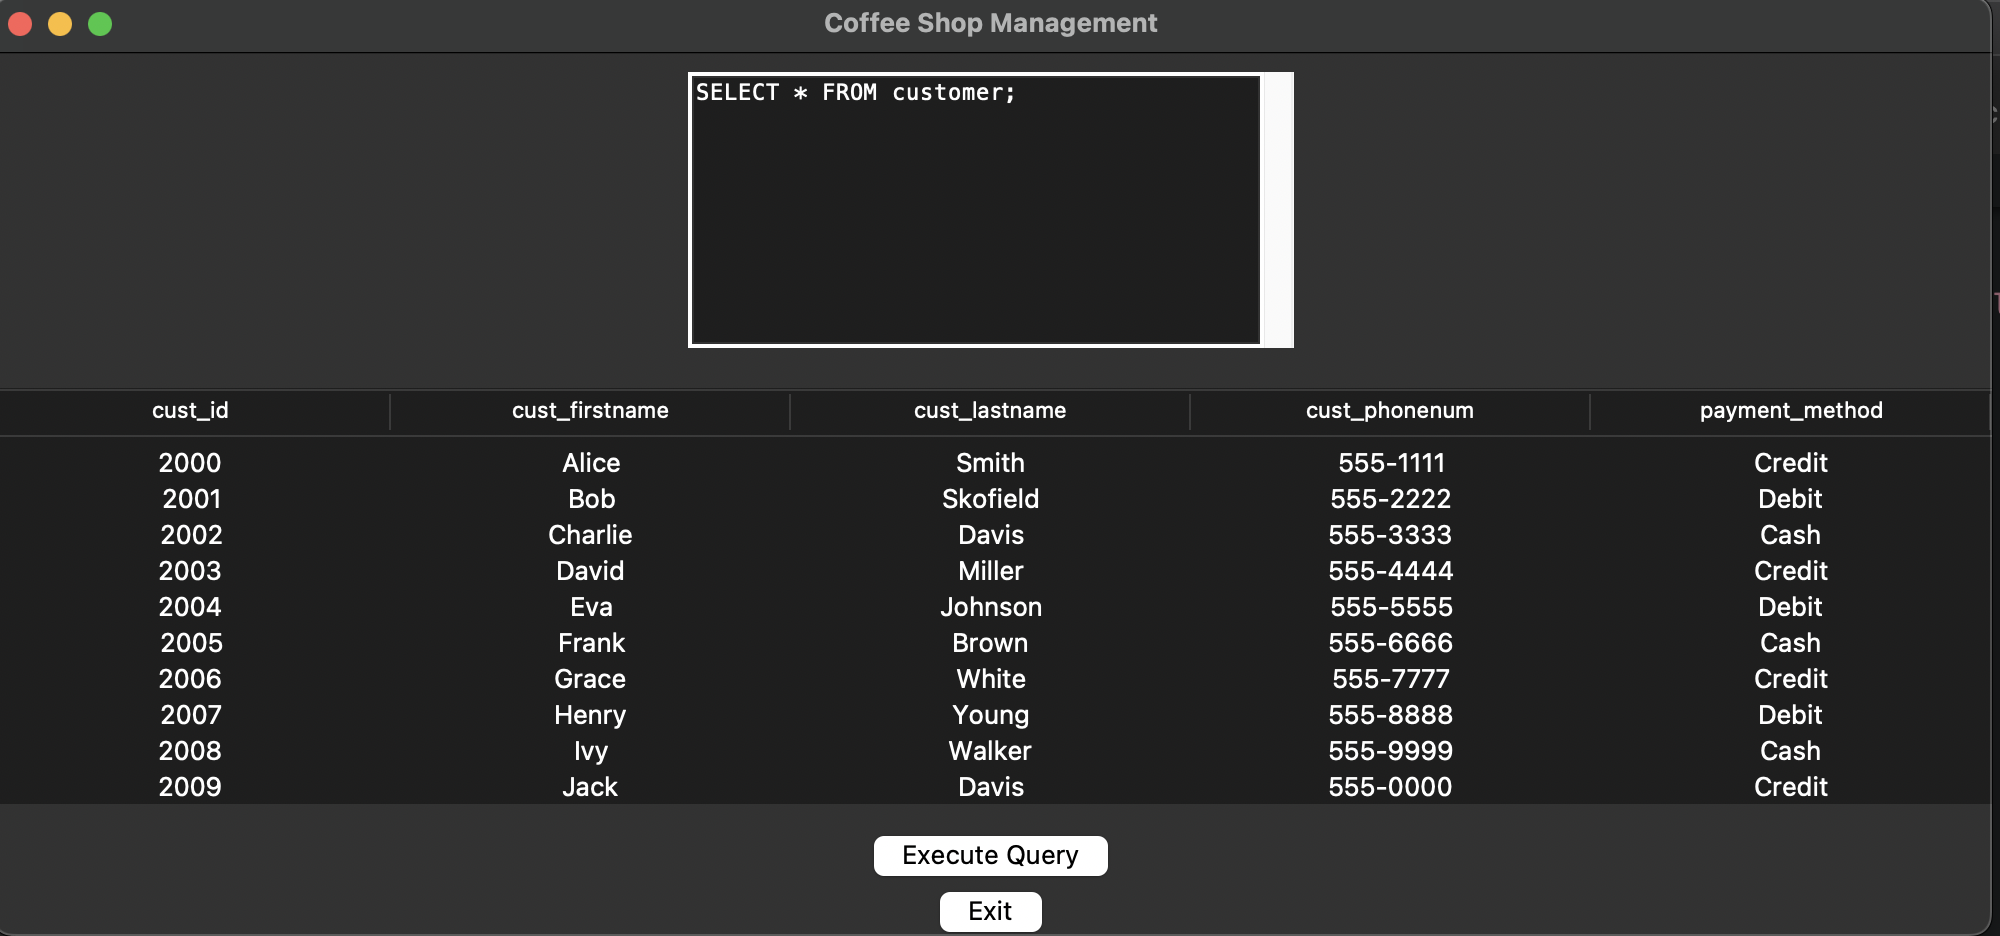 Coffee Shop Management
SELECT * FROM customer;
cust_id cust_firstname cust_lastname cust_phonenum payment_method
2000 Alice Smith 555-1111 Credit
2001 Bob Skofield 555-2222 Debit
2002 Charlie Davis 555-3333 Cash
2003 David Miller 555-4444 Credit
2004 Eva Johnson 555-5555 Debit
2005 Frank Brown 555-6666 Cash
2006 Grace White 555-7777 Credit
2007 Henry Young 555-8888 Debit
2008 Ivy Walker 555-9999 Cash
2009 Jack Davis 555-0000 Credit
Execute Query
Exit